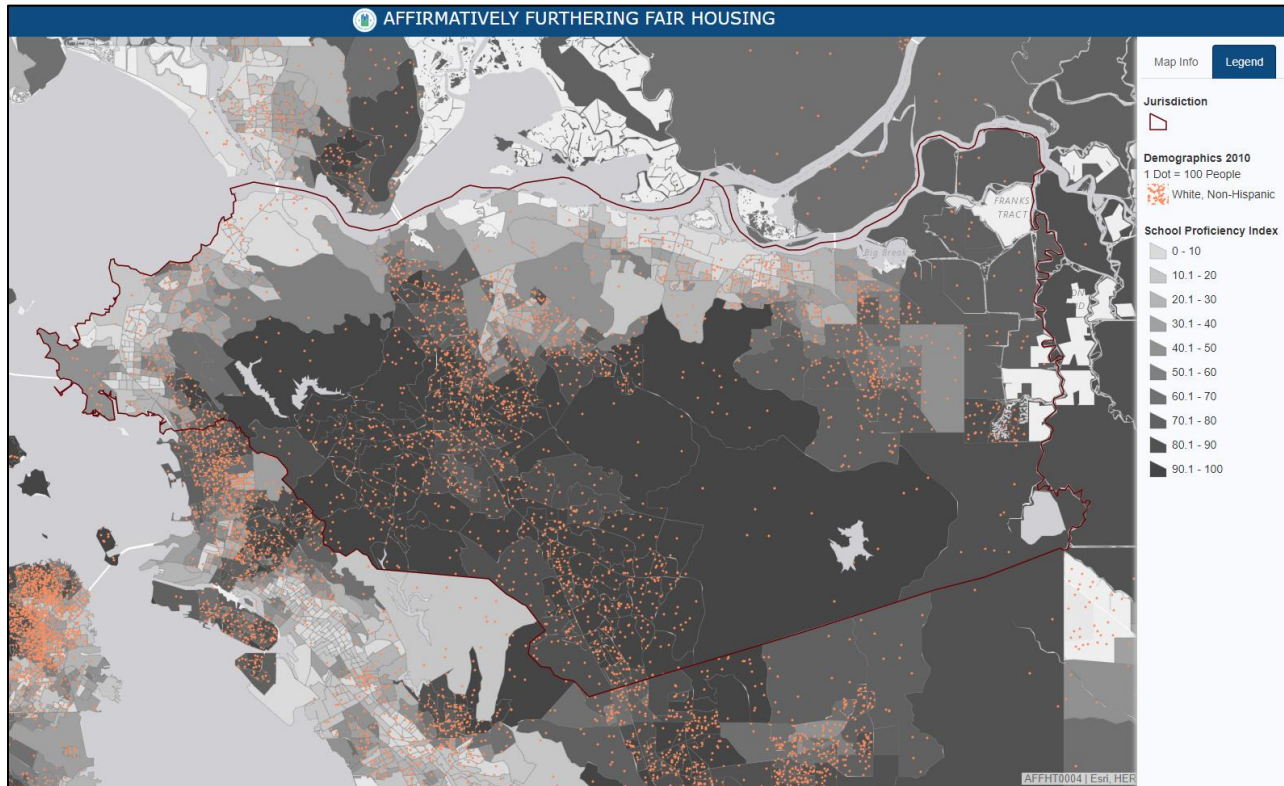 AFFIRMATIVELY FURTHERING FAIR HOUSING
Map Info
Legend
Jurisdiction
Demographics 2010
1 Dot = 100 People
White, Non-Hispanic
School Proficiency Index
0 - 10
10.1 - 20
20.1 - 30
30.1 - 40
40.1 - 50
50.1 - 60
60.1 - 70
70.1 - 80
80.1 - 90
90.1 - 100
FRANKS
TRACT
Big Break
AFFHT0004 | Esri, HER